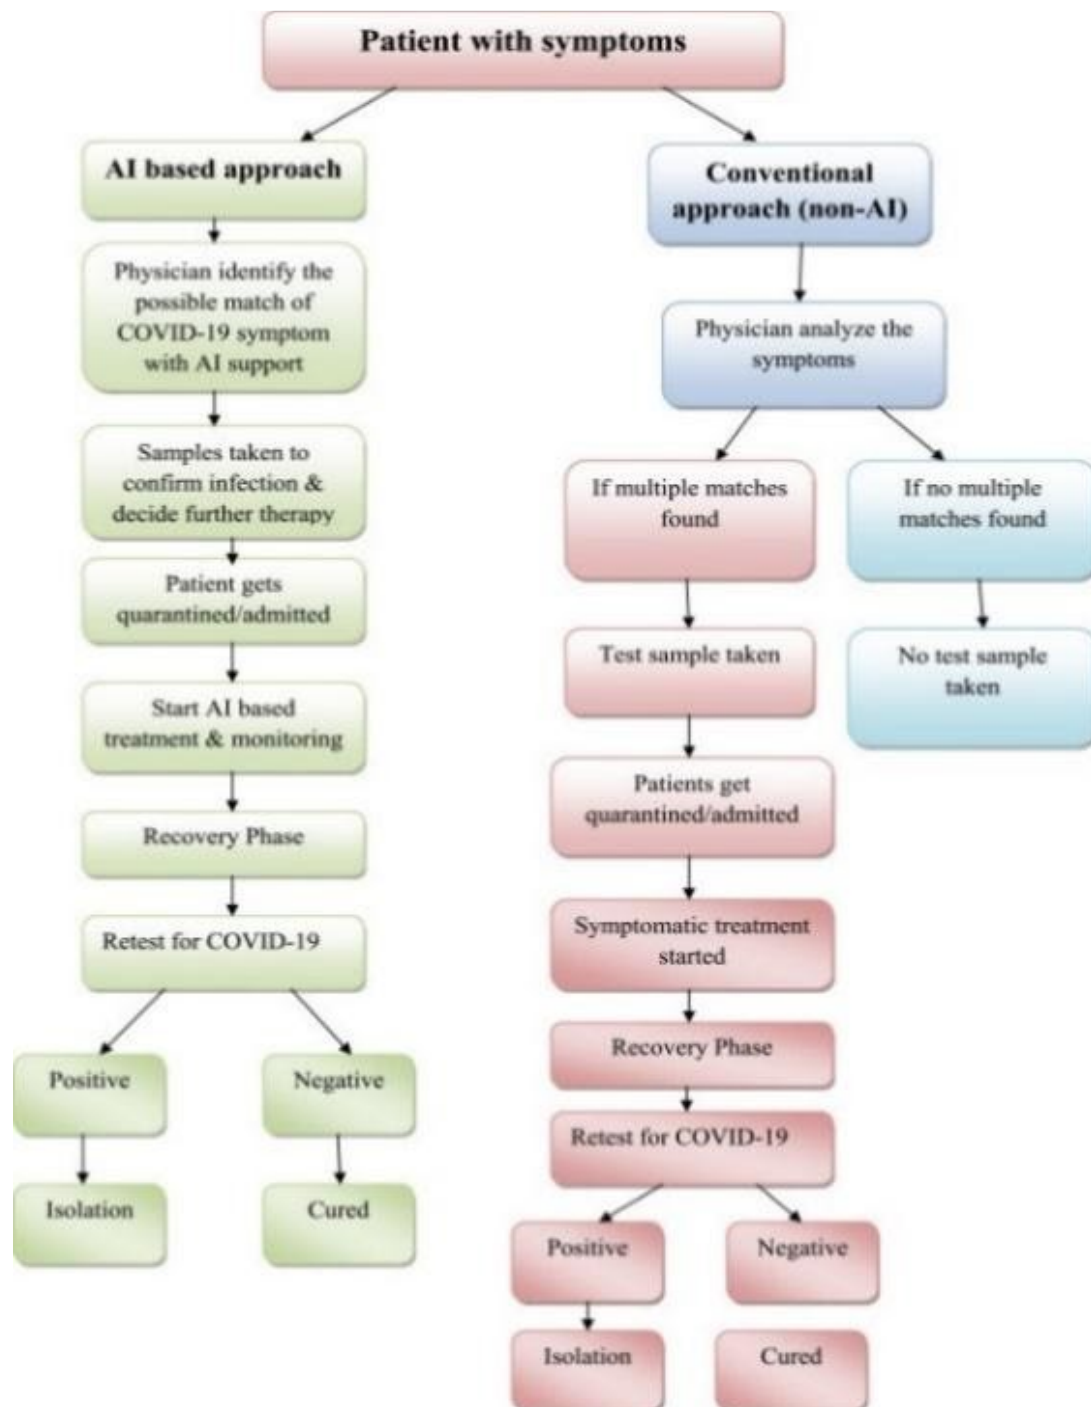 Patient with symptoms
AI based approach
Physician identify the
possible match of
COVID-19 symptom
with AI support
Samples taken to
confirm infection &
decide further therapy
Patient gets
quarantined/admitted
Start AI based
treatment & monitoring
Recovery Phase
Retest for COVID-19
Positive
Negative
Isolation
Cured
Conventional
approach (non-AI)
Physician analyze the
symptoms
If multiple matches
found
If no multiple
matches found
Test sample taken
No test sample
taken
Patients get
quarantined/admitted
Symptomatic treatment
started
Recovery Phase
Retest for COVID-19
Positive
Negative
Isolation
Cured